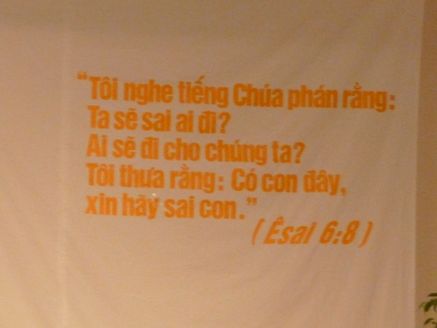 “Tôi nghe tiếng Chúa phán rằng:
Ta sẽ sai ai đi?
Ai sẽ đi cho chúng ta?
Tôi thưa rằng: Có con đây,
xin hãy sai con.”
(Êsai 6:8)